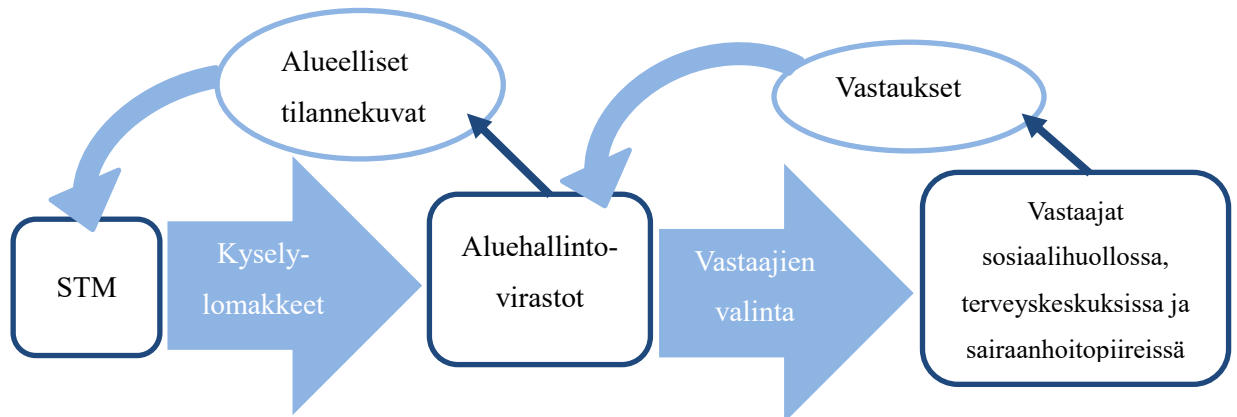 Alueelliset
tilannekuvat
Vastaukset
STM
Kysely-
lomakkeet
Aluehallinto-
virastot
Vastaajien
valinta
Vastaajat
sosiaalihuollossa,
terveyskeskuksissa ja
sairaanhoitopiireissä